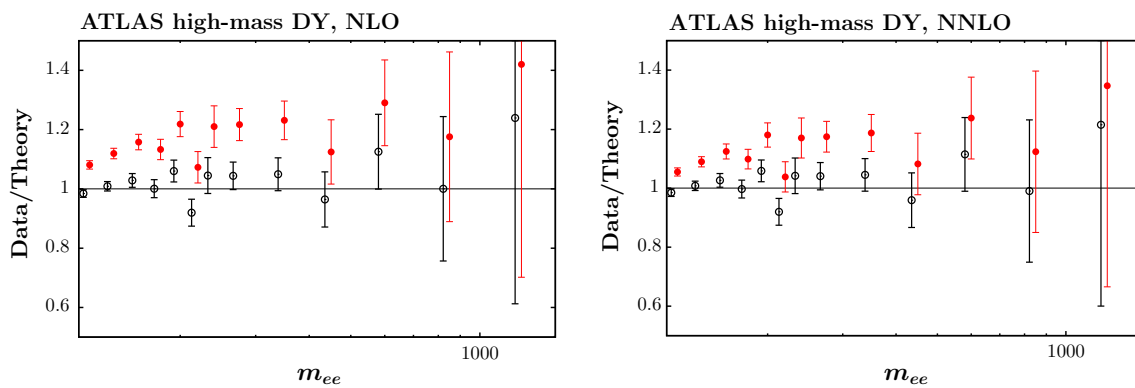 ATLAS high-mass DY, NLO
1.4
1.2
1
0.8
0.6
Data/Theory
1000
m_ee
ATLAS high-mass DY, NNLO
1.4
1.2
1
0.8
0.6
Data/Theory
1000
m_ee